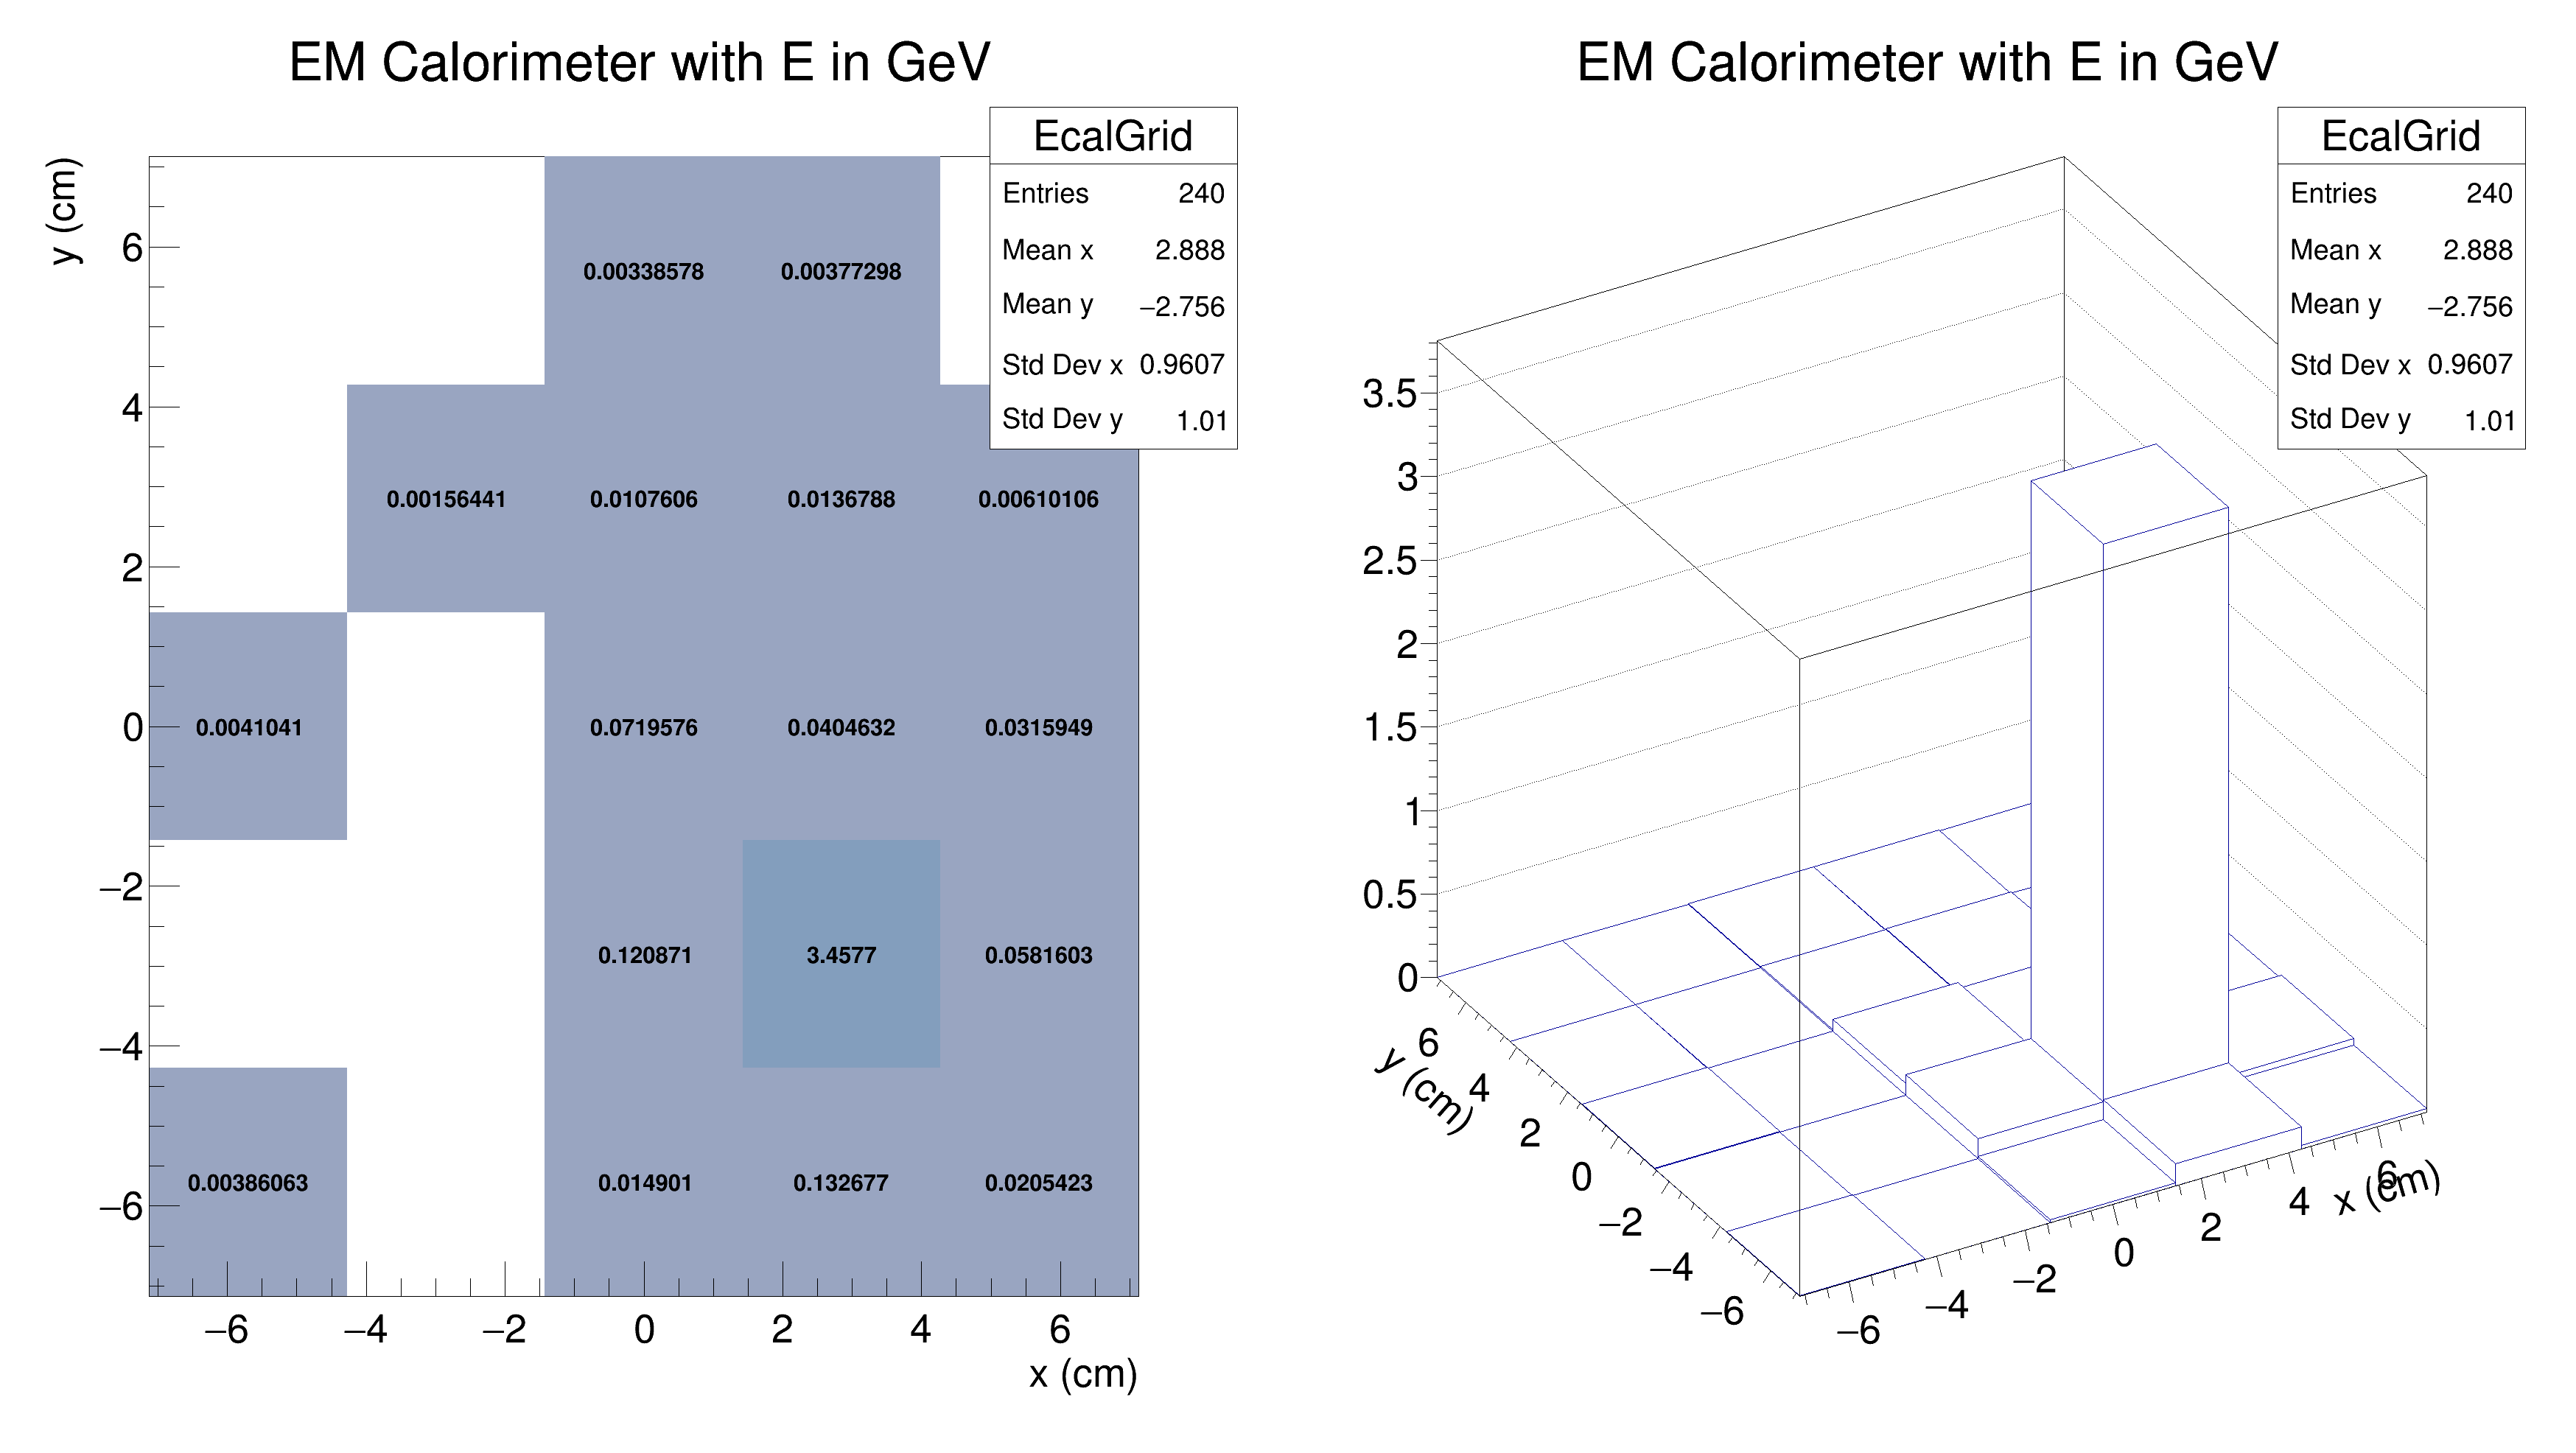 EM Calorimeter with E in GeV
EcalGrid
Entries 240
Mean x 2.888
Mean y −2.756
Std Dev x 0.9607
Std Dev y 1.01
y (cm)
6
4
2
0
−2
−4
−6
0.00338578 0.00377298
0.00156441 0.0107606 0.0136788 0.00610106
0.0041041 0.0719576 0.0404632 0.0315949
0.120871 3.4577 0.0581603
0.00386063 0.014901 0.132677 0.0205423
−6 −4 −2 0 2 4 6
x (cm)
EM Calorimeter with E in GeV
EcalGrid
Entries 240
Mean x 2.888
Mean y −2.756
Std Dev x 0.9607
Std Dev y 1.01
3.5
3
2.5
2
1.5
1
0.5
0
6
4
2
0
−2
−4
−6
y (cm)
−6
−4
−2
0
2
4
6
x (cm)